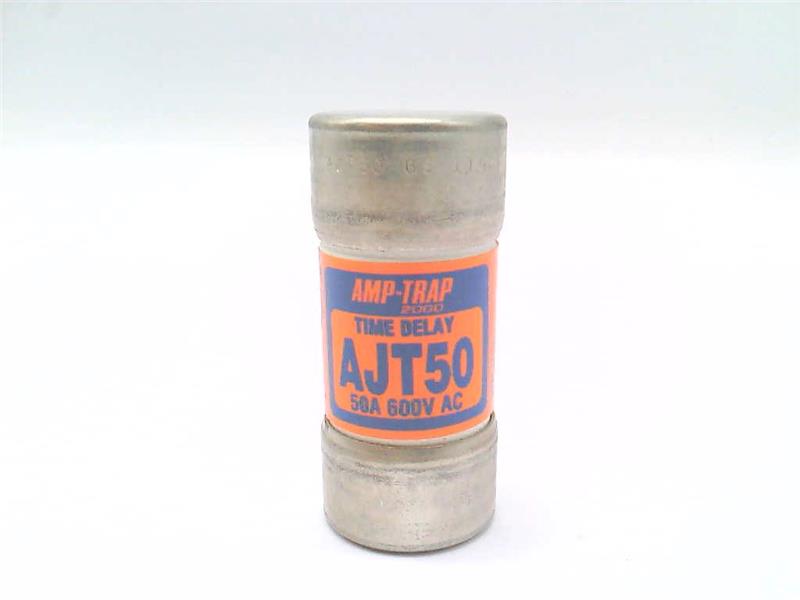 AMP-TRAP
2000
TIME DELAY
AJT50
50A 600V AC